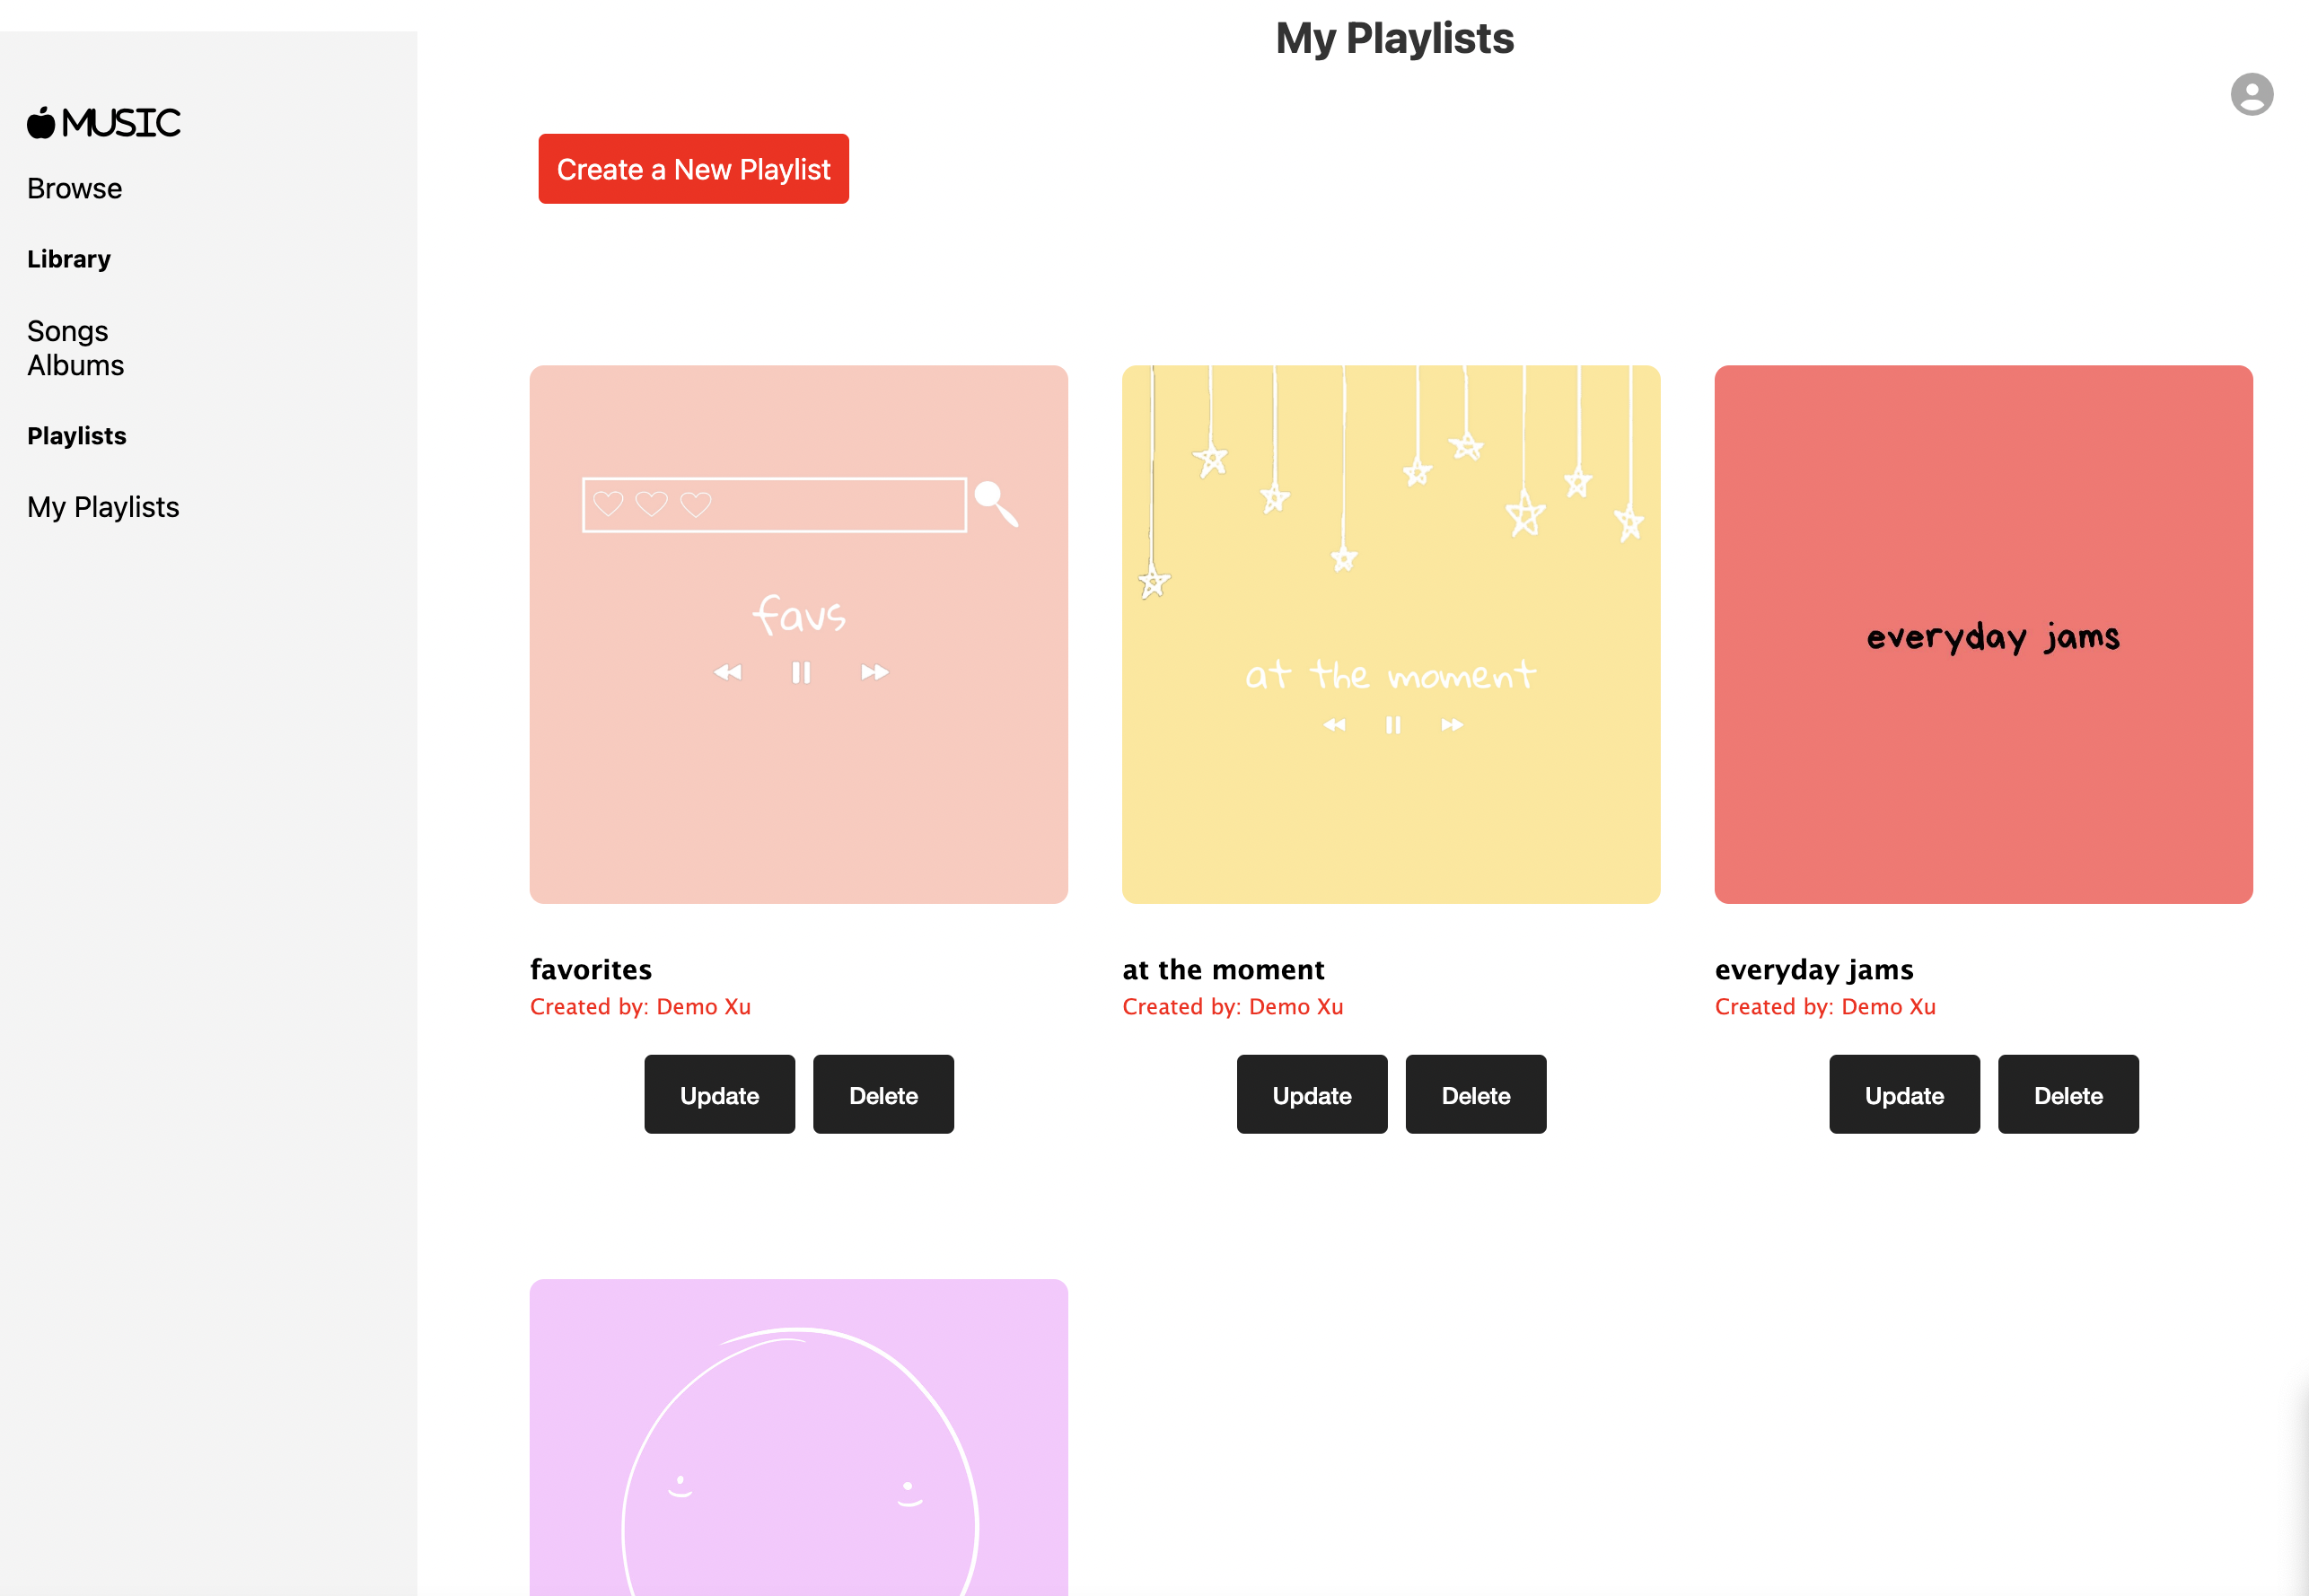 My Playlists
MUSIC
Browse
Library
Songs
Albums
Playlists
My Playlists
Create a New Playlist
favs
at the moment
everyday jams
favorites
Created by: Demo Xu
Update
Delete
at the moment
Created by: Demo Xu
Update
Delete
everyday jams
Created by: Demo Xu
Update
Delete